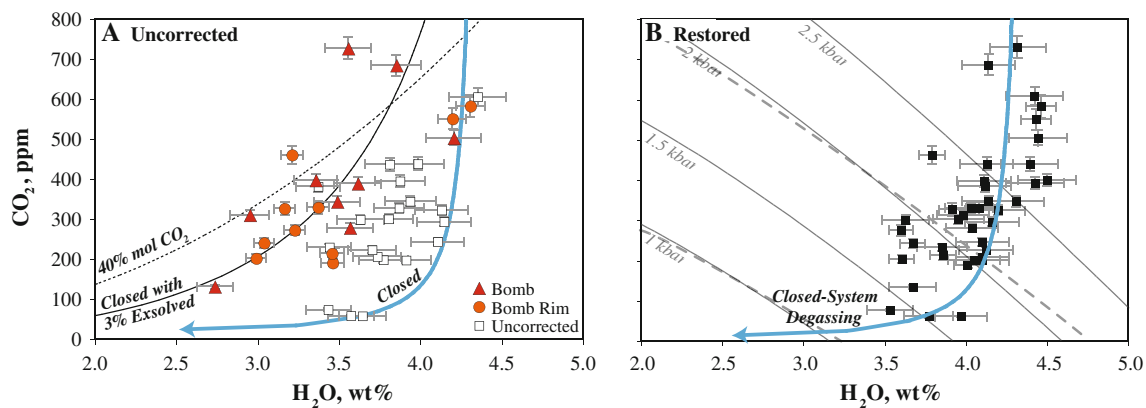 A Uncorrected
800
700
600
500
400
300
200
100
0
CO2, ppm
40% mol CO2
Closed with
3% Exsolved
Closed
Bomb
Bomb Rim
Uncorrected
2.0 2.5 3.0 3.5 4.0 4.5 5.0
H2O, wt%
B Restored
2.5 kbar
2 kbar
1.5 kbar
1 kbar
Closed-System
Degassing
2.0 2.5 3.0 3.5 4.0 4.5 5.0
H2O, wt%